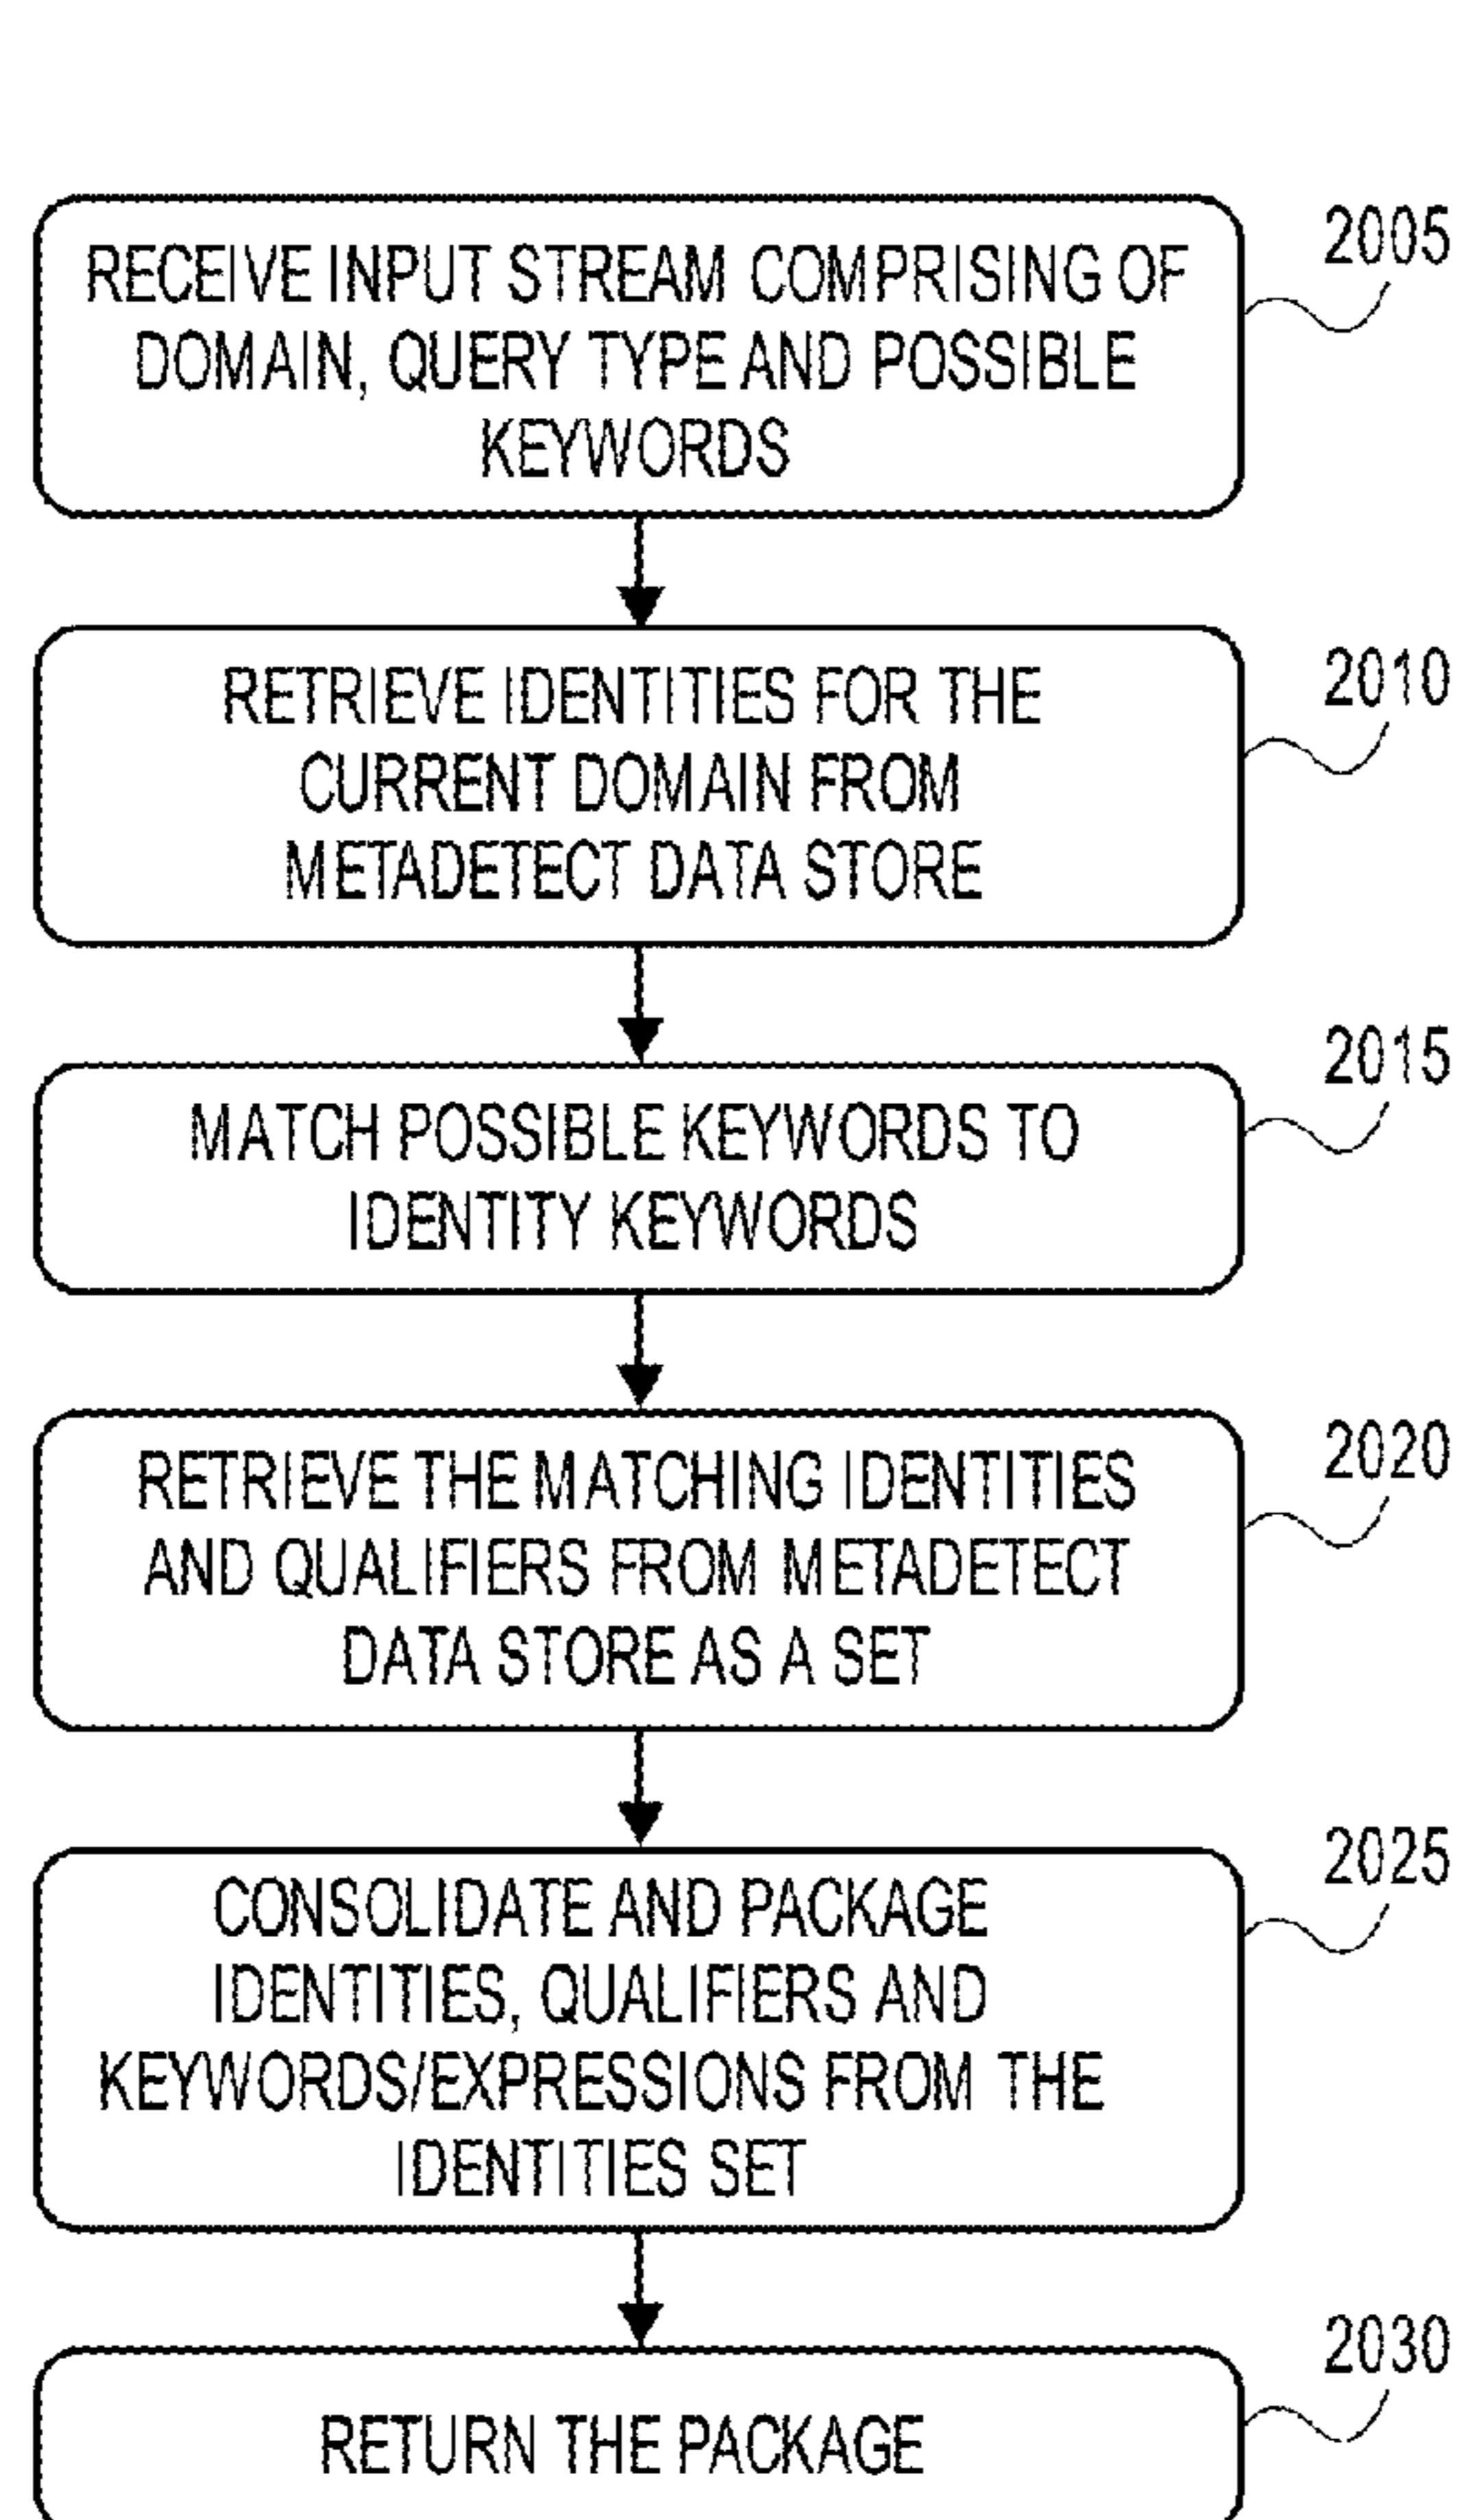 RECEIVE INPUT STREAM COMPRISING OF
DOMAIN, QUERY TYPE AND POSSIBLE
KEYWORDS
2005
RETRIEVE IDENTITIES FOR THE
CURRENT DOMAIN FROM
METADETECT DATA STORE
2010
MATCH POSSIBLE KEYWORDS TO
IDENTITY KEYWORDS
2015
RETRIEVE THE MATCHING IDENTITIES
AND QUALIFIERS FROM METADETECT
DATA STORE AS A SET
2020
CONSOLIDATE AND PACKAGE
IDENTITIES, QUALIFIERS AND
KEYWORDS/EXPRESSIONS FROM THE
IDENTITIES SET
2025
RETURN THE PACKAGE
2030